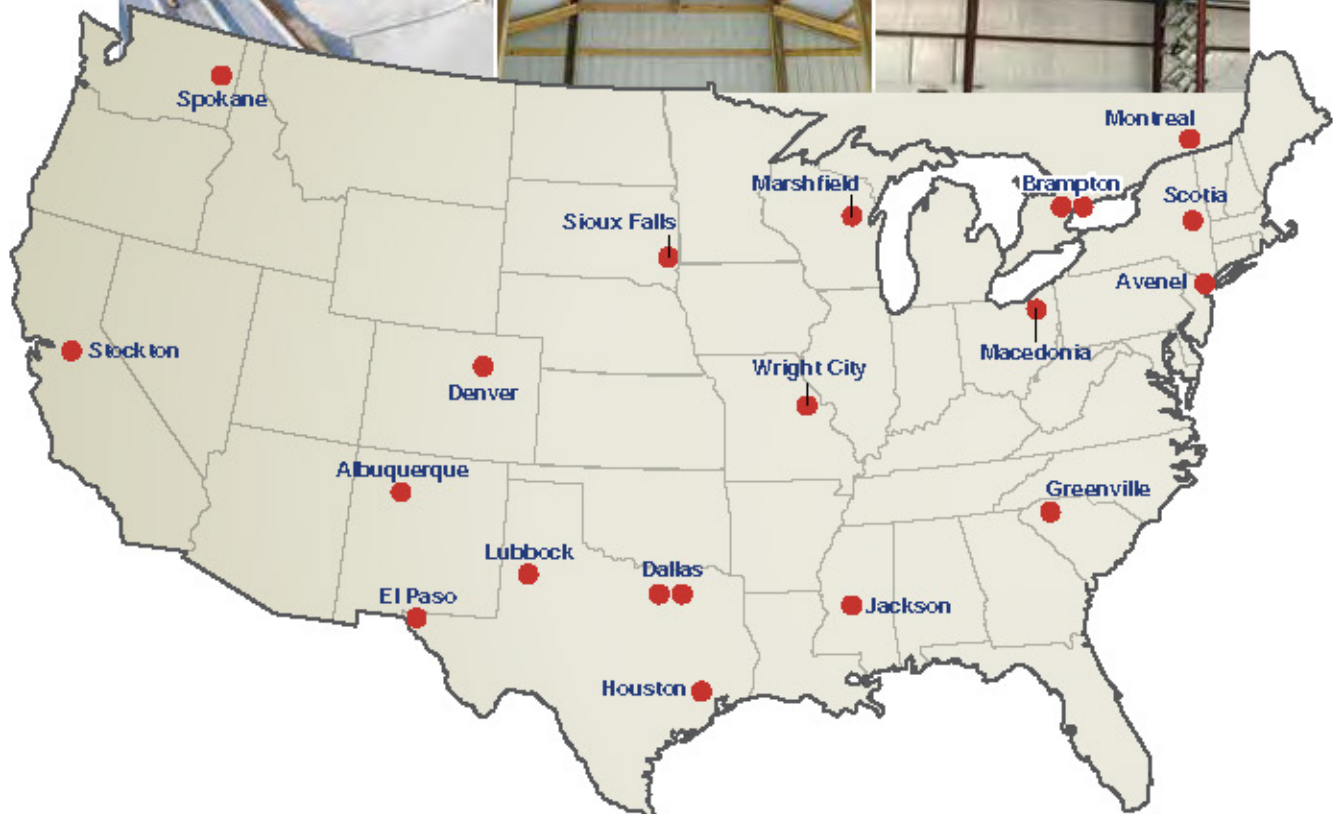 Spokane
Montreal
Marshfield
Brampton
Scotia
Sioux Falls
Avenel
Stockton
Macedonia
Wright City
Denver
Albuquerque
Greenville
Lubbock
Dallas
El Paso
Jackson
Houston